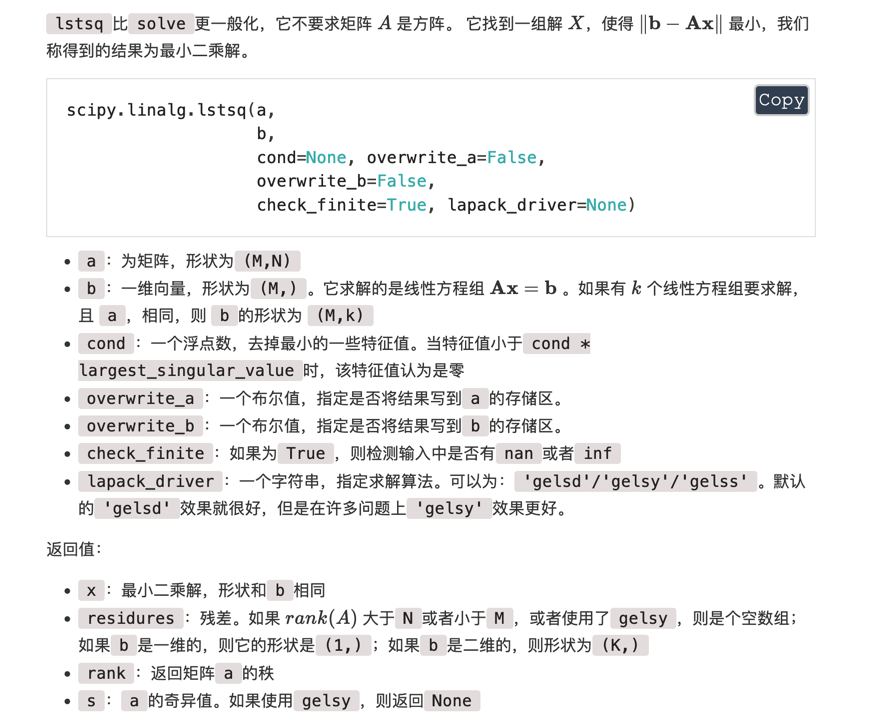 lstsq 比 solve 更一般化，它不要求矩阵 A 是方阵。 它找到一组解 X，使得 ||b − Ax|| 最小，我们
称得到的结果为最小二乘解。
Copy
scipy.linalg.lstsq(a,
b,
cond=None, overwrite_a=False,
overwrite_b=False,
check_finite=True, lapack_driver=None)
• a ：为矩阵，形状为 (M,N)
• b ：一维向量，形状为 (M,) 。它求解的是线性方程组 Ax = b 。如果有 k 个线性方程组要求解，
且 a ，相同，则 b 的形状为 (M,k)
• cond ：一个浮点数，去掉最小的一些特征值。当特征值小于 cond *
largest_singular_value 时，该特征值认为是零
• overwrite_a ：一个布尔值，指定是否将结果写到 a 的存储区。
• overwrite_b ：一个布尔值，指定是否将结果写到 b 的存储区。
• check_finite ：如果为 True ，则检测输入中是否有 nan 或者 inf
• lapack_driver ：一个字符串，指定求解算法。可以为： 'gelsd'/'gelsy'/'gelss' 。默认
的 'gelsd' 效果就很好，但是在许多问题上 'gelsy' 效果更好。
返回值：
• x ：最小二乘解，形状和 b 相同
• residures ：残差。如果 rank(A) 大于 N 或者小于 M ，或者使用了 gelsy ，则是个空数组；
如果 b 是一维的，则它的形状是 (1,) ；如果 b 是二维的，则形状为 (K,)
• rank ：返回矩阵 a 的秩
• s ： a 的奇异值。如果使用 gelsy ，则返回 None